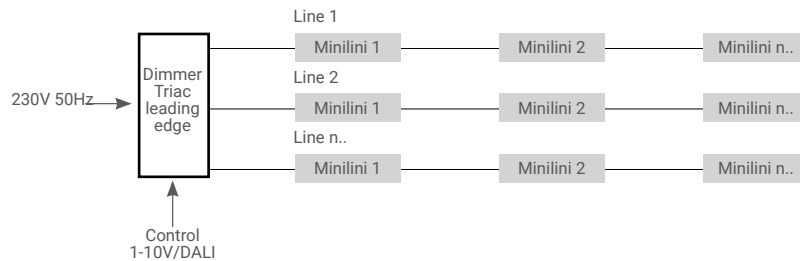 Line 1
Minilini 1 Minilini 2 Minilini n..
Dimmer
Triac
leading
edge
230V 50Hz
Line 2
Minilini 1 Minilini 2 Minilini n..
Line n..
Minilini 1 Minilini 2 Minilini n..
Control
1-10V/DALI